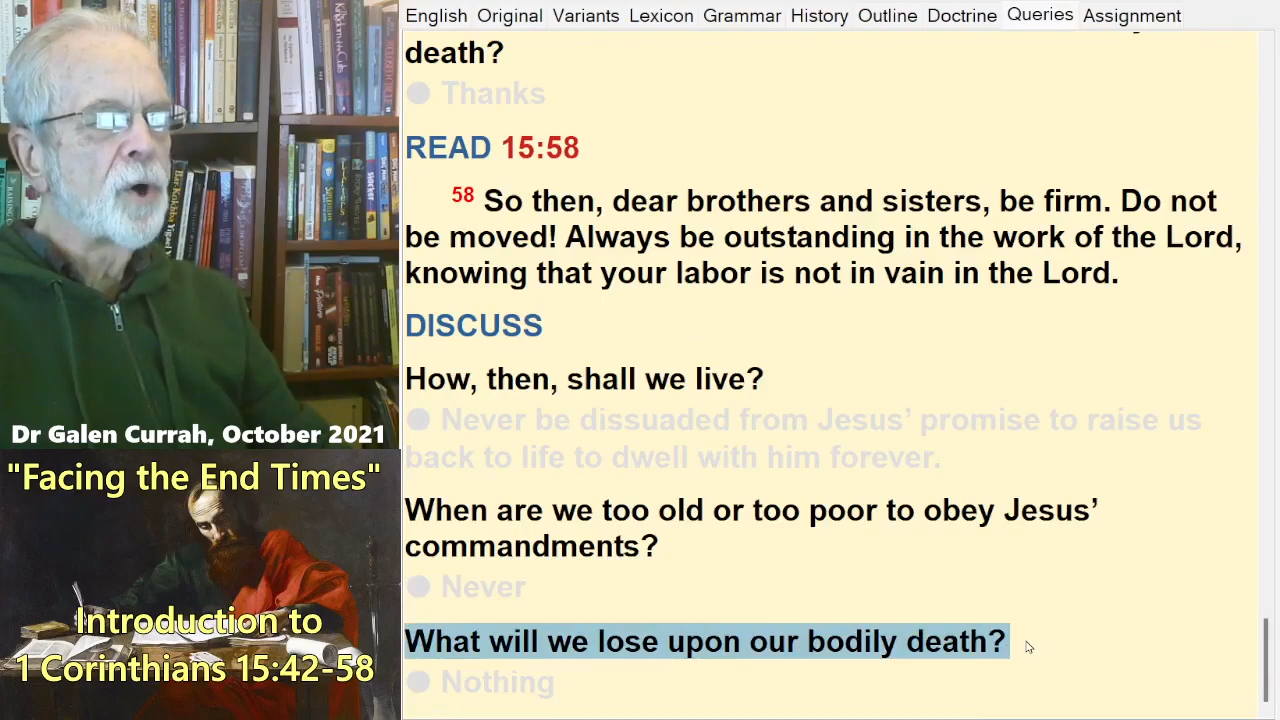 English Original Variants Lexicon Grammar History Outline Doctrine Queries Assignment
death?
Thanks
READ 15:58
58 So then, dear brothers and sisters, be firm. Do not
be moved! Always be outstanding in the work of the Lord,
knowing that your labor is not in vain in the Lord.
DISCUSS
How, then, shall we live?
Never be dissuaded from Jesus’ promise to raise us
back to life to dwell with him forever.
When are we too old or too poor to obey Jesus’
commandments?
Never
What will we lose upon our bodily death?
Nothing
Dr Galen Currah, October 2021
"Facing the End Times"
Introduction to
1 Corinthians 15:42-58